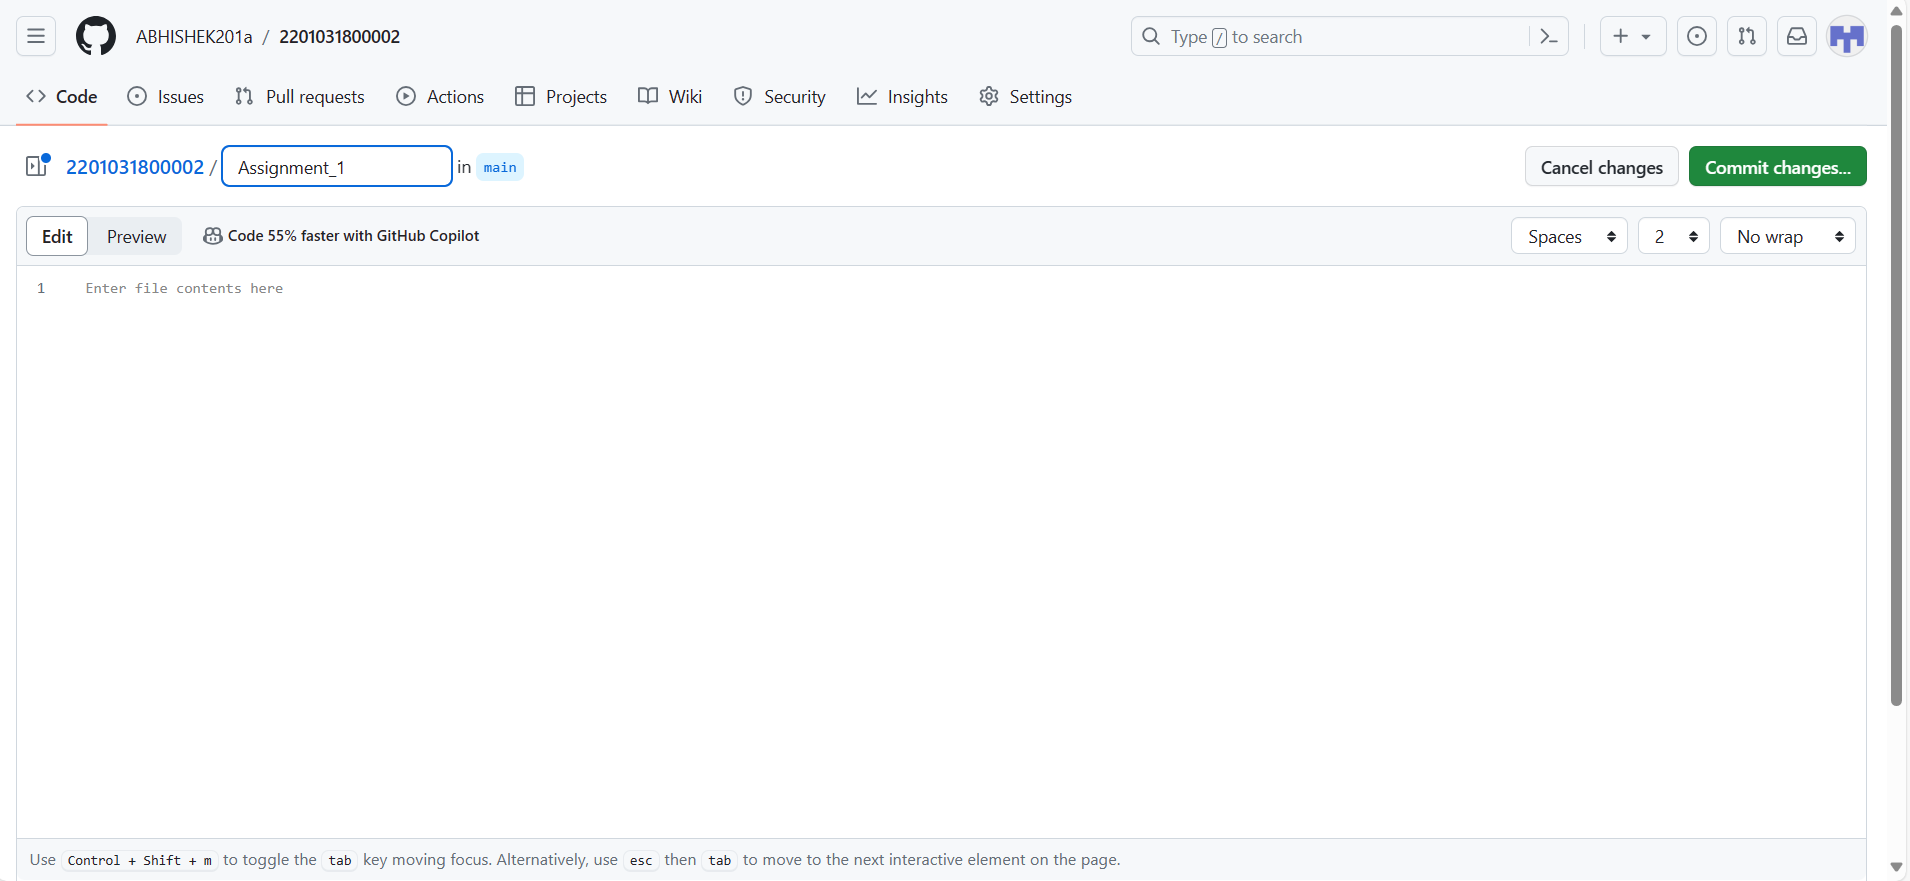 ABHISHEK201a / 2201031800002
Type / to search
Code Issues Pull requests Actions Projects Wiki Security Insights Settings
2201031800002 / Assignment_1 in main
Cancel changes Commit changes...
Edit Preview Code 55% faster with GitHub Copilot
Spaces 2 No wrap
1 Enter file contents here
Use Control + Shift + m to toggle the tab key moving focus. Alternatively, use esc then tab to move to the next interactive element on the page.